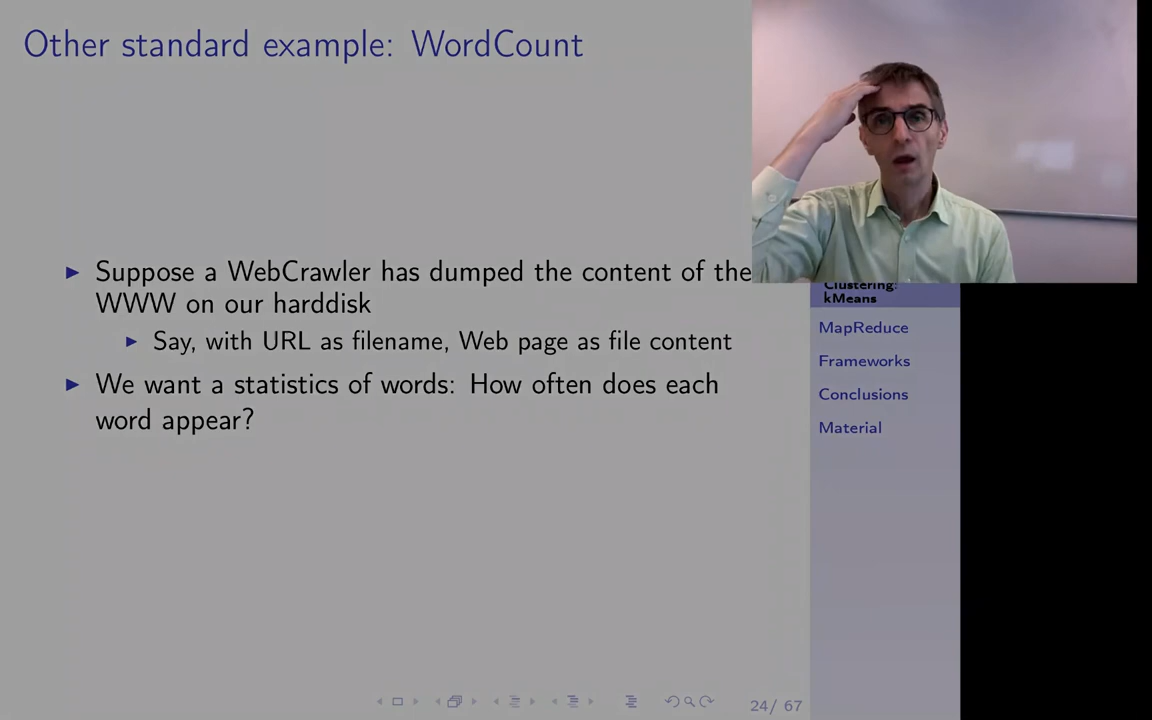 Other standard example: WordCount
▶ Suppose a WebCrawler has dumped the content of the
WWW on our harddisk
▶ Say, with URL as filename, Web page as file content
▶ We want a statistics of words: How often does each
word appear?
Clustering:
kMeans
MapReduce
Frameworks
Conclusions
Material
24/ 67